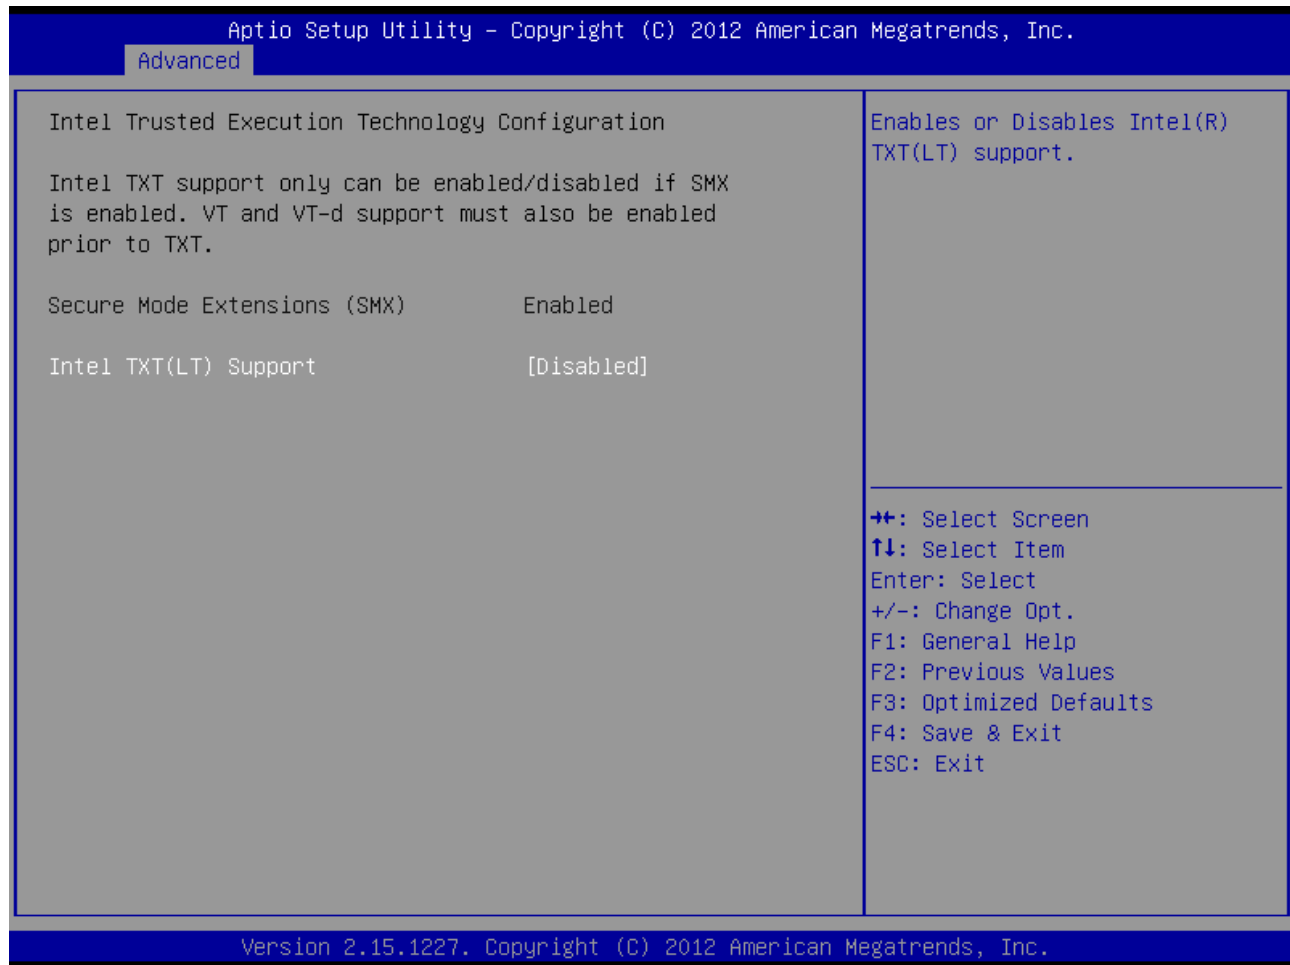 Aptio Setup Utility – Copyright (C) 2012 American Megatrends, Inc.
Advanced
Intel Trusted Execution Technology Configuration
Intel TXT support only can be enabled/disabled if SMX
is enabled. VT and VT-d support must also be enabled
prior to TXT.
Secure Mode Extensions (SMX) Enabled
Intel TXT(LT) Support [Disabled]
Enables or Disables Intel(R)
TXT(LT) support.
→←: Select Screen
↑↓: Select Item
Enter: Select
+/-: Change Opt.
F1: General Help
F2: Previous Values
F3: Optimized Defaults
F4: Save & Exit
ESC: Exit
Version 2.15.1227. Copyright (C) 2012 American Megatrends, Inc.